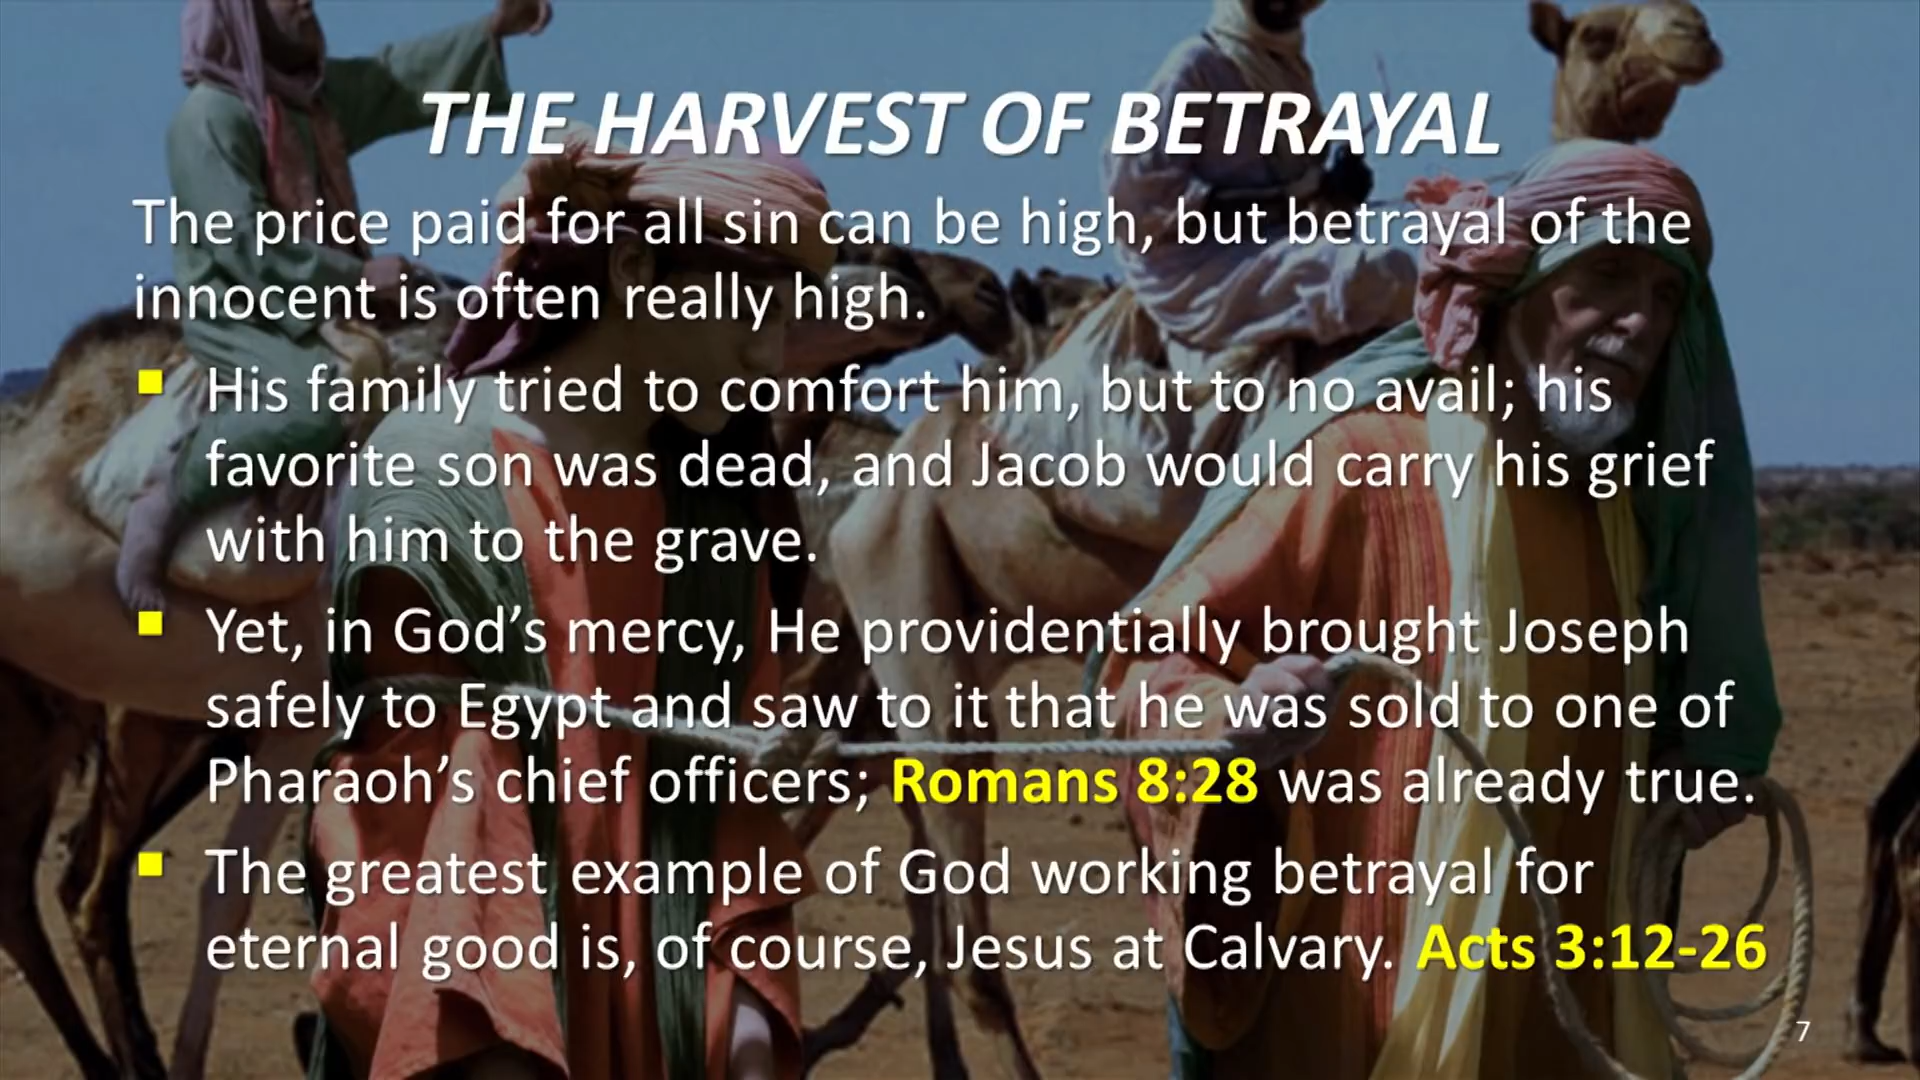 THE HARVEST OF BETRAYAL
The price paid for all sin can be high, but betrayal of the
innocent is often really high.
His family tried to comfort him, but to no avail; his
favorite son was dead, and Jacob would carry his grief
with him to the grave.
Yet, in God’s mercy, He providentially brought Joseph
safely to Egypt and saw to it that he was sold to one of
Pharaoh’s chief officers; Romans 8:28 was already true.
The greatest example of God working betrayal for
eternal good is, of course, Jesus at Calvary. Acts 3:12-26
7